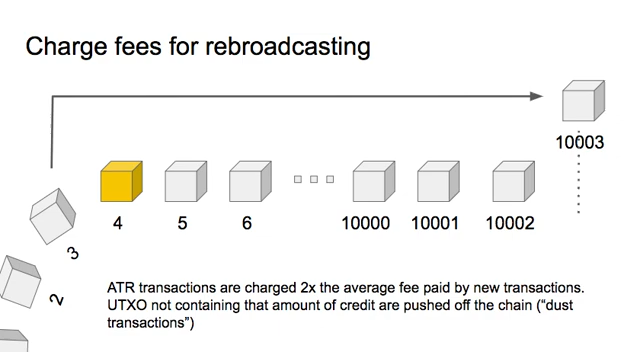 Charge fees for rebroadcasting
10003
4 5 6 10000 10001 10002
3
2
ATR transactions are charged 2x the average fee paid by new transactions.
UTXO not containing that amount of credit are pushed off the chain (“dust
transactions”)